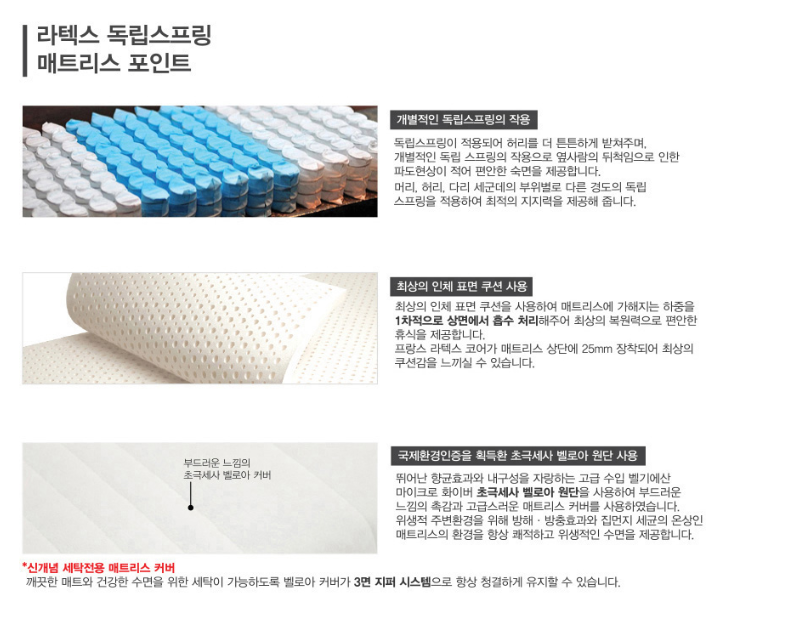 라텍스 독립스프링
매트리스 포인트
개별적인 독립스프링의 작용
독립스프링이 적용되어 허리를 더 튼튼하게 받쳐주며,
개별적인 독립 스프링의 작용으로 옆사람의 뒤척임으로 인한
파도현상이 적어 편안한 숙면을 제공합니다.
머리, 허리, 다리 세군데의 부위별로 다른 경도의 독립
스프링을 적용하여 최적의 지지력을 제공해 줍니다.
최상의 인체 표면 쿠션 사용
최상의 인체 표면 쿠션을 사용하여 매트리스에 가해지는 하중을
1차적으로 상면에서 흡수 처리해주어 최상의 복원력으로 편안한
휴식을 제공합니다.
프랑스 라텍스 코어가 매트리스 상단에 25mm 장착되어 최상의
쿠션감을 느끼실 수 있습니다.
부드러운 느낌의
초극세사 벨로아 커버
국제환경인증을 획득환 초극세사 벨로아 원단 사용
뛰어난 향균효과와 내구성을 자랑하는 고급 수입 벨기에산
마이크로 화이버 초극세사 벨로아 원단을 사용하여 부드러운
느낌의 촉감과 고급스러운 매트리스 커버를 사용하였습니다.
위생적 주변환경을 위해 방해 · 방충효과와 집먼지 세균의 온상인
매트리스의 환경을 항상 쾌적하고 위생적인 수면을 제공합니다.
*신개념 세탁전용 매트리스 커버
깨끗한 매트와 건강한 수면을 위한 세탁이 가능하도록 벨로아 커버가 3면 지퍼 시스템으로 항상 청결하게 유지할 수 있습니다.